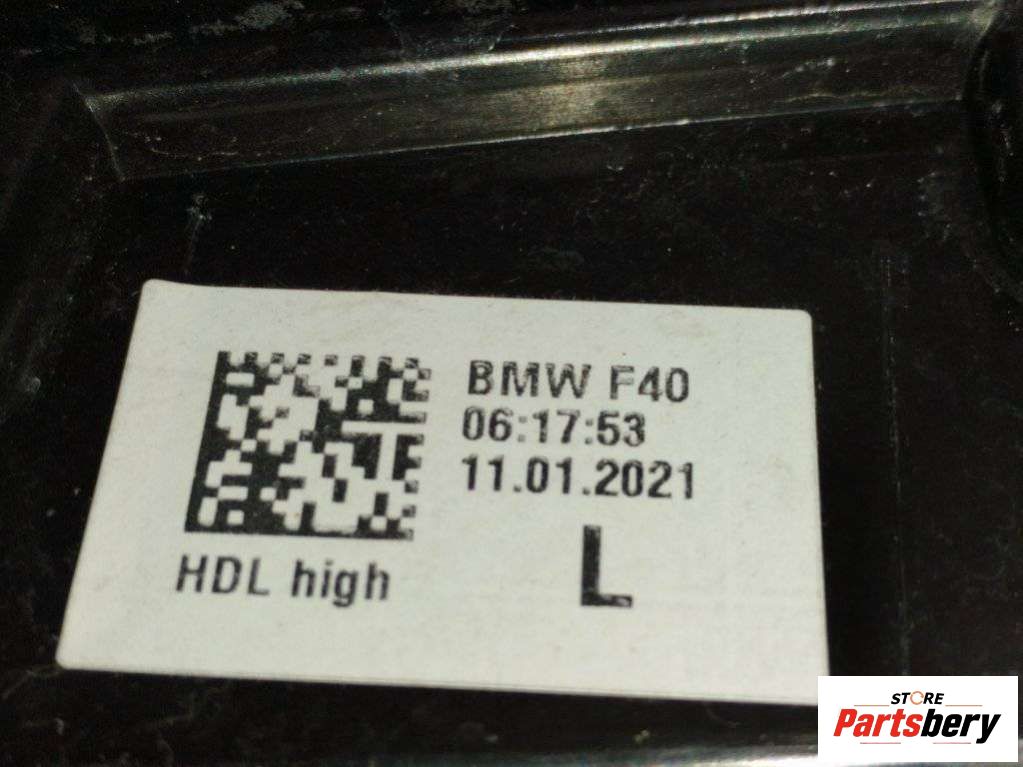 BMW F40
06:17:53
11.01.2021
HDL high
L
STORE
Partsbery